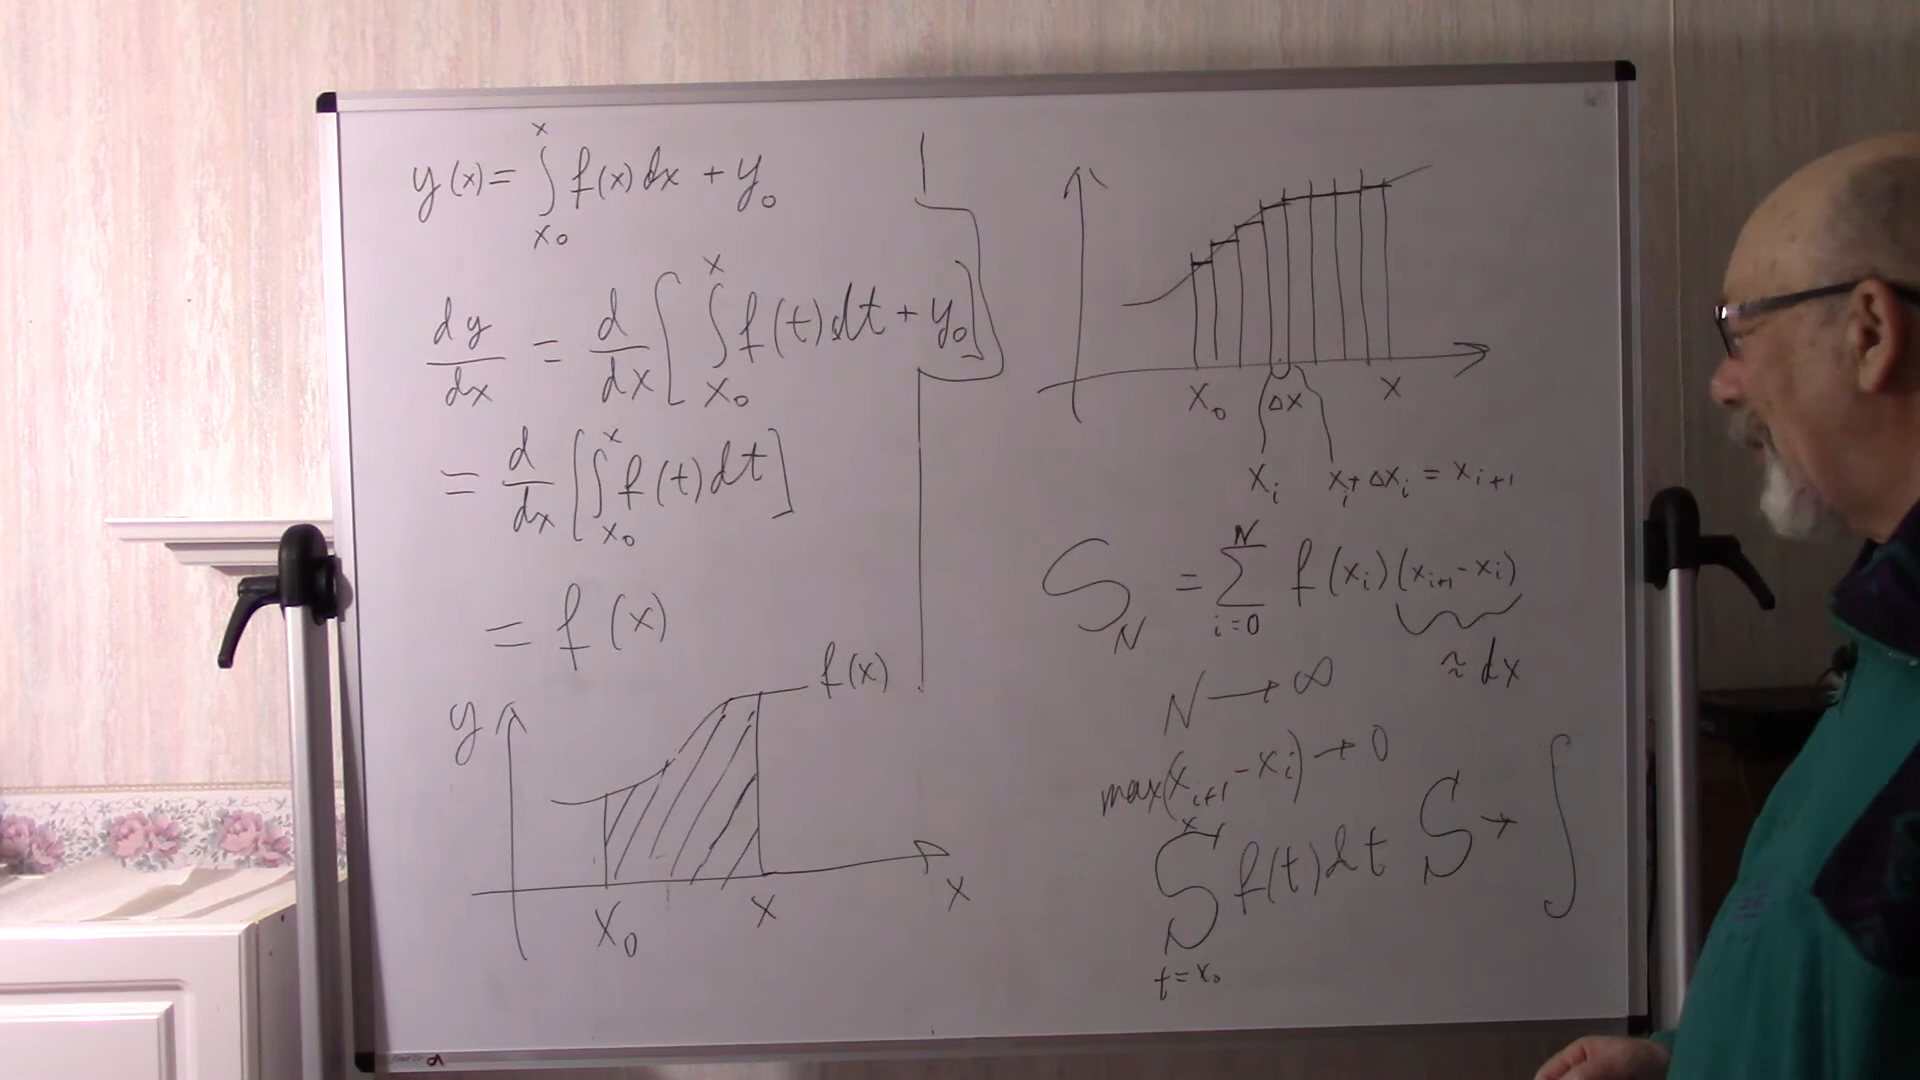 x
y(x) = ∫ f(x) dx + y₀
x₀
x
dy/dx = d/dx [ ∫ f(t) dt + y₀ ]
x₀
x
= d/dx [ ∫ f(t) dt ]
x₀
= f(x)
f(x)
y
x₀ x x
x₀ Δx x
xᵢ xᵢ + Δxᵢ = xᵢ₊₁
N
S_N = Σ f(xᵢ) (xᵢ₊₁ - xᵢ)
i=0
≈ dx
N → ∞
max(xᵢ₊₁ - xᵢ) → 0
x
S_N f(t) dt S → ∫
t = x₀